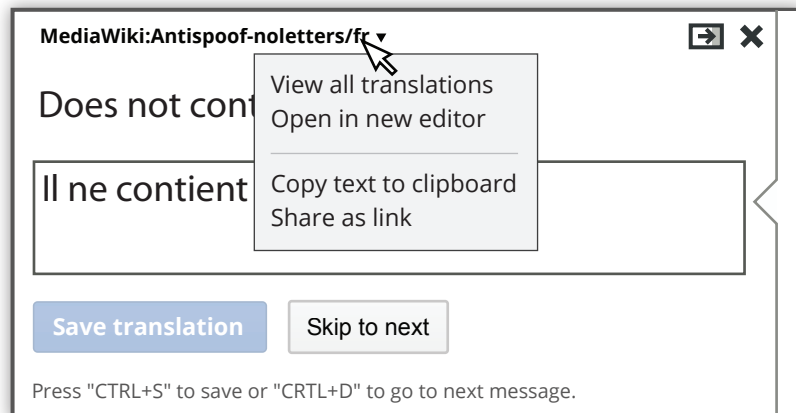 MediaWiki:Antispoof-noletters/fr
View all translations
Does not cont
Open in new editor
Copy text to clipboard
Il ne contient
Share as link
Save translation
Skip to next
Press "CTRL+S" to save or "CRTL+D" to go to next message.